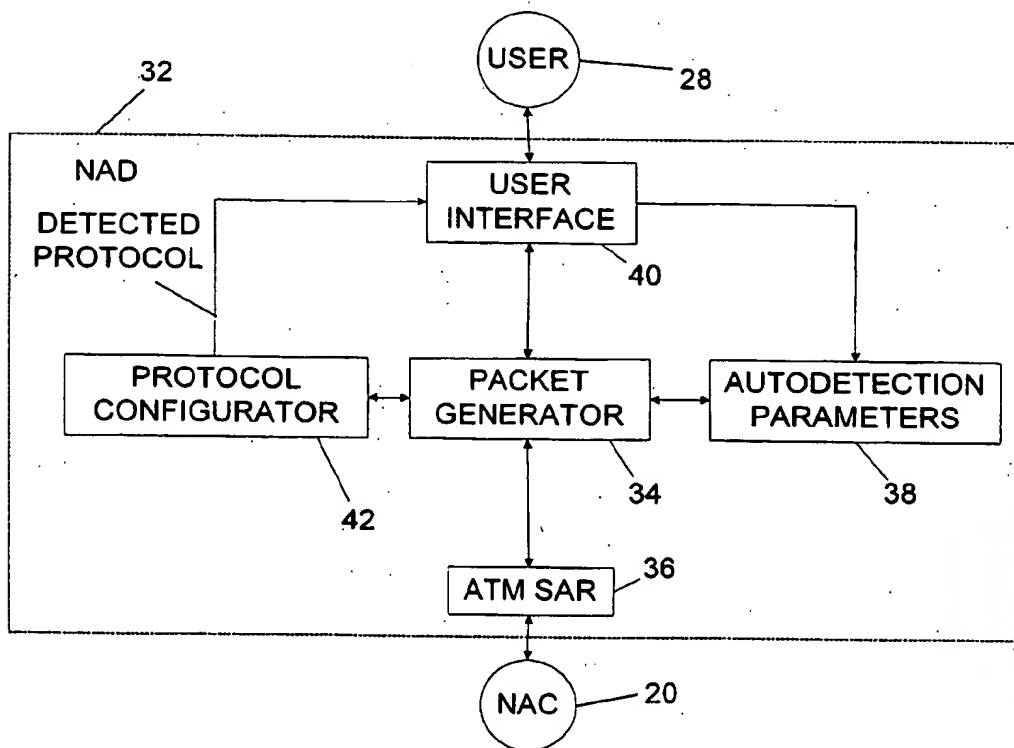 USER
28
32
NAD
USER
INTERFACE
40
DETECTED
PROTOCOL
PROTOCOL
CONFIGURATOR
42
PACKET
GENERATOR
34
AUTODETECTION
PARAMETERS
38
ATM SAR
36
NAC
20